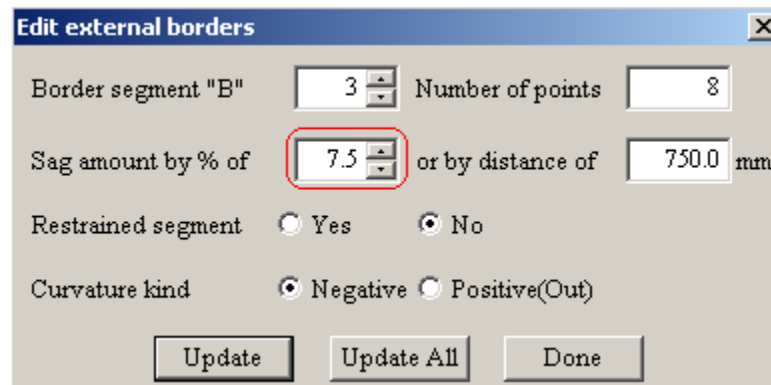 Edit external borders
Border segment "B" 3 Number of points 8
Sag amount by % of 7.5 or by distance of 750.0 mm
Restrained segment Yes No
Curvature kind Negative Positive(Out)
Update Update All Done